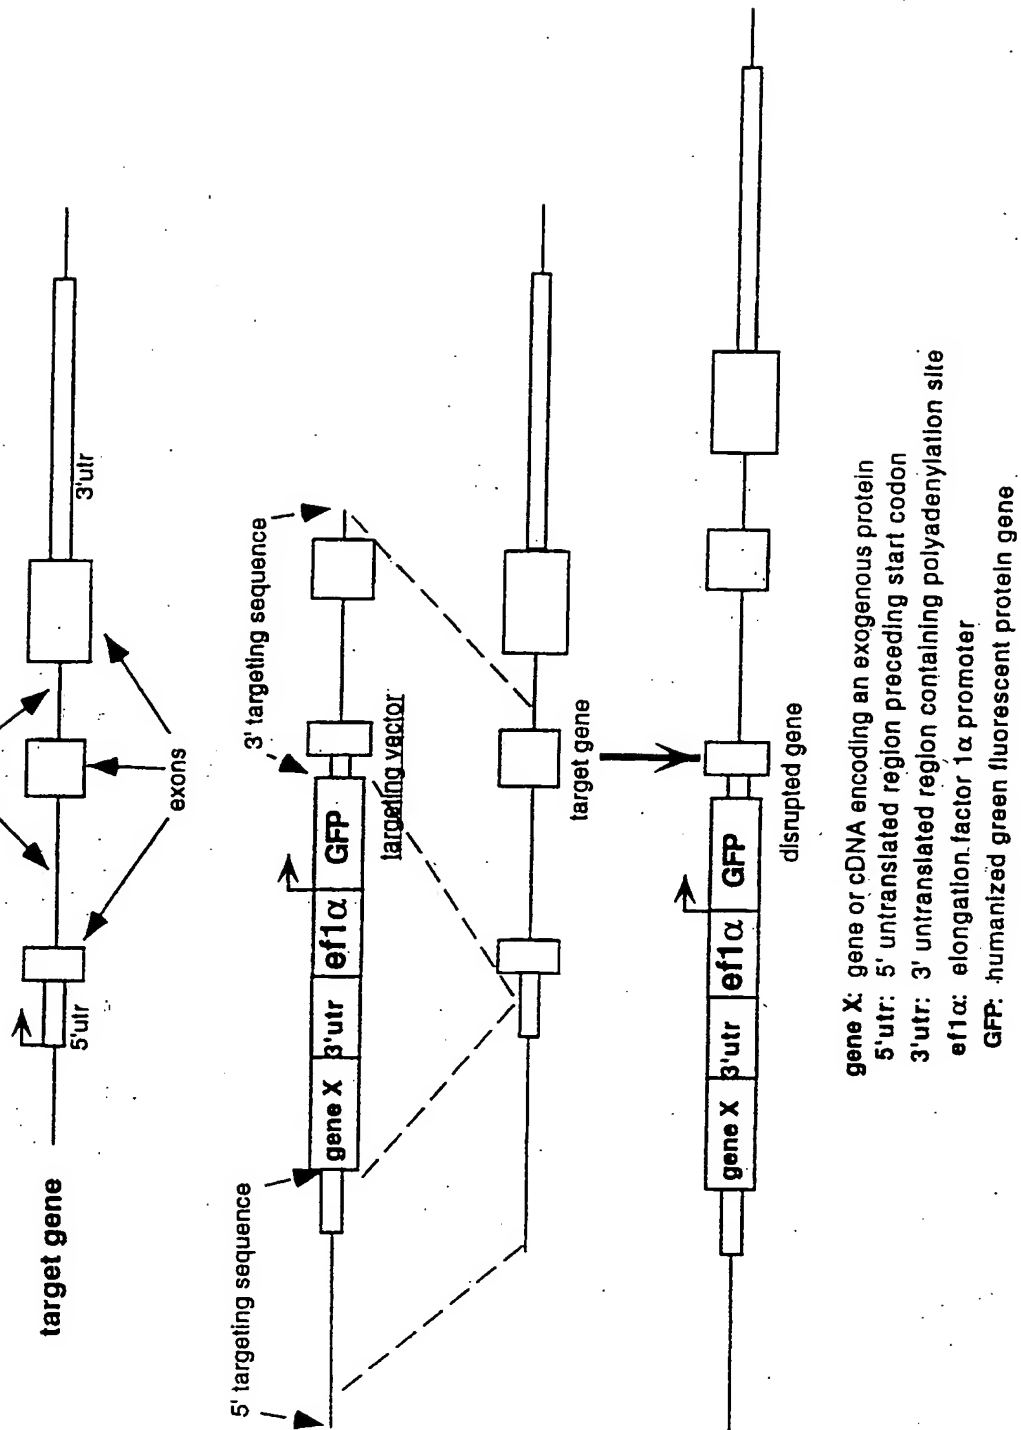 target gene
5'utr
exons
3'utr
5' targeting sequence
3' targeting sequence
gene X
3'utr
ef1α
GFP
targeting vector
target gene
gene X
3'utr
ef1α
GFP
disrupted gene
gene X: gene or cDNA encoding an exogenous protein
5'utr: 5' untranslated region preceding start codon
3'utr: 3' untranslated region containing polyadenylation site
ef1α: elongation factor 1α promoter
GFP: humanized green fluorescent protein gene